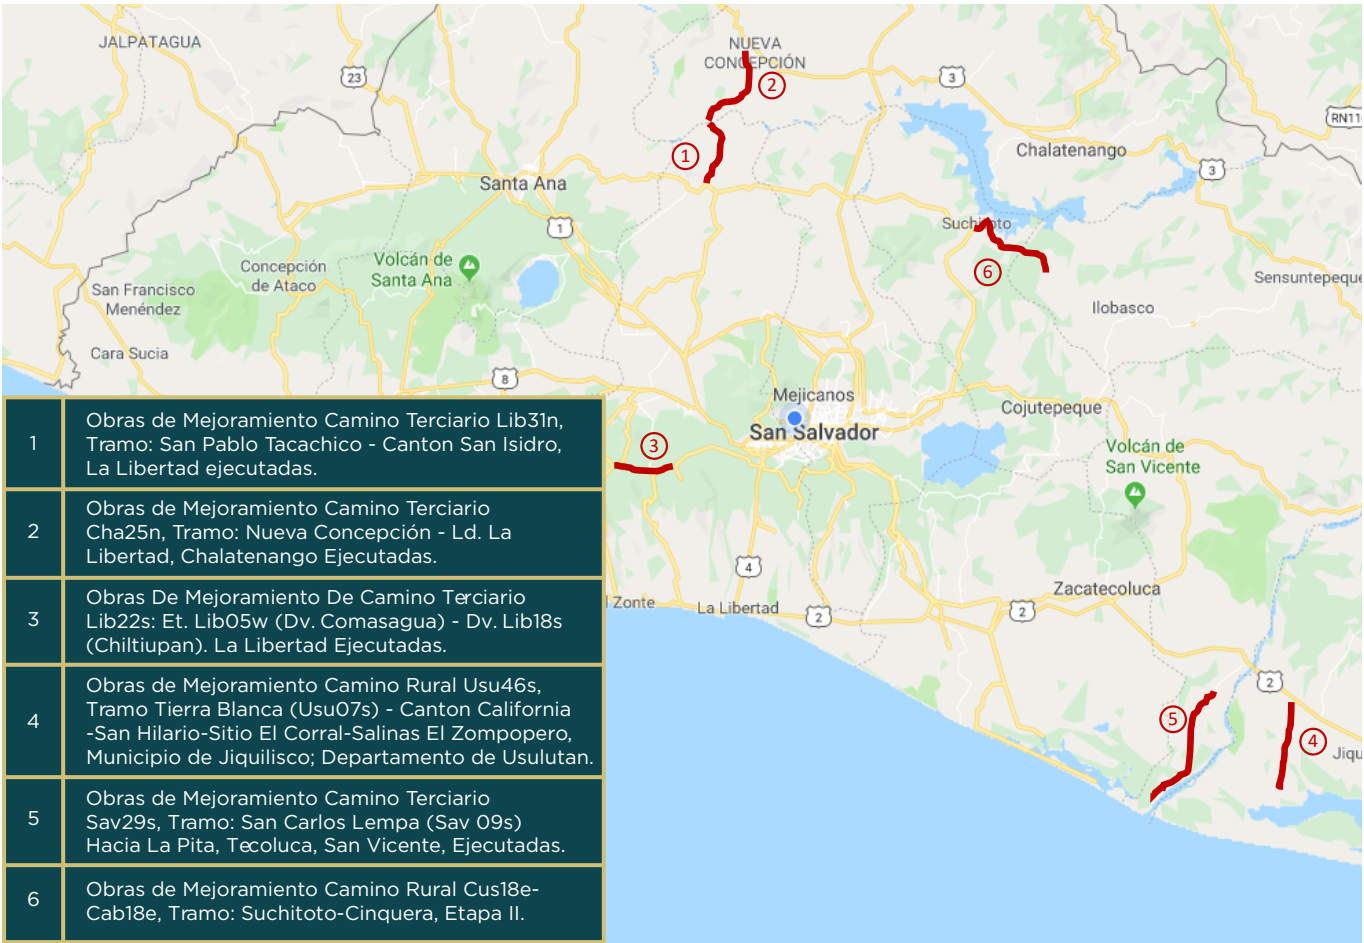 JALPATAGUA
23
NUEVA
CONCEPCIÓN
2
3
RN11
1
Chalatenango
3
Santa Ana
1
Suchitoto
6
Volcán de
Santa Ana
Concepción
de Ataco
San Francisco
Menéndez
Sensuntepeque
Ilobasco
Cara Sucia
8
Mejicanos
San Salvador
Cojutepeque
3
Volcán de
San Vicente
4
Zacatecoluca
l Zonte
La Libertad
2
2
2
5
4
Jiqu
1
Obras de Mejoramiento Camino Terciario Lib31n,
Tramo: San Pablo Tacachico - Canton San Isidro,
La Libertad ejecutadas.
2
Obras de Mejoramiento Camino Terciario
Cha25n, Tramo: Nueva Concepción - Ld. La
Libertad, Chalatenango Ejecutadas.
3
Obras De Mejoramiento De Camino Terciario
Lib22s: Et. Lib05w (Dv. Comasagua) - Dv. Lib18s
(Chiltiupan). La Libertad Ejecutadas.
4
Obras de Mejoramiento Camino Rural Usu46s,
Tramo Tierra Blanca (Usu07s) - Canton California
-San Hilario-Sitio El Corral-Salinas El Zompopero,
Municipio de Jiquilisco; Departamento de Usulutan.
5
Obras de Mejoramiento Camino Terciario
Sav29s, Tramo: San Carlos Lempa (Sav 09s)
Hacia La Pita, Tecoluca, San Vicente, Ejecutadas.
6
Obras de Mejoramiento Camino Rural Cus18e-
Cab18e, Tramo: Suchitoto-Cinquera, Etapa II.